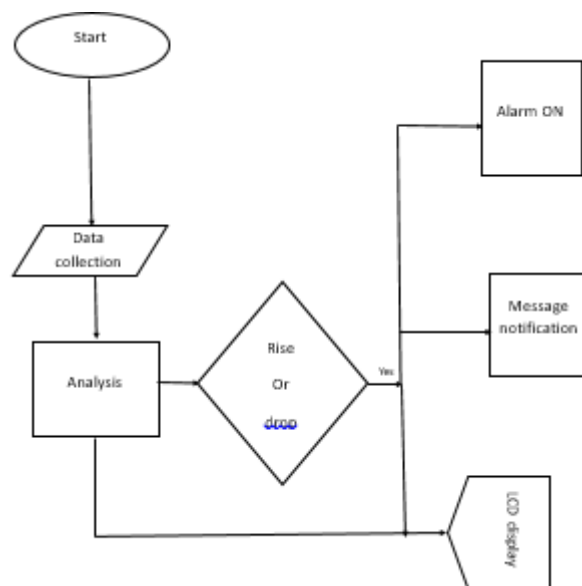 Start
Data
collection
Analysis
Rise
Or
drop
Yes
Alarm ON
Message
notification
LCD display